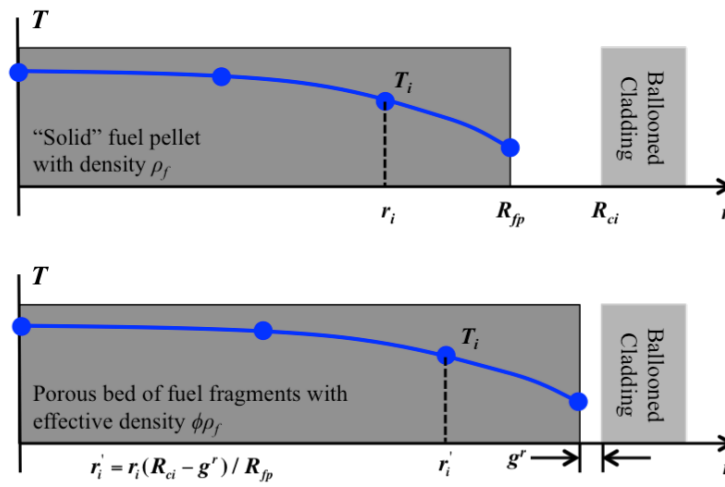 T
T_i
“Solid” fuel pellet
with density ρ_f
Ballooned
Cladding
r_i
R_fp
R_ci
T
T_i
Porous bed of fuel fragments with
effective density ϕρ_f
Ballooned
Cladding
r_i' = r_i(R_ci − g^r) / R_fp
r_i'
g^r